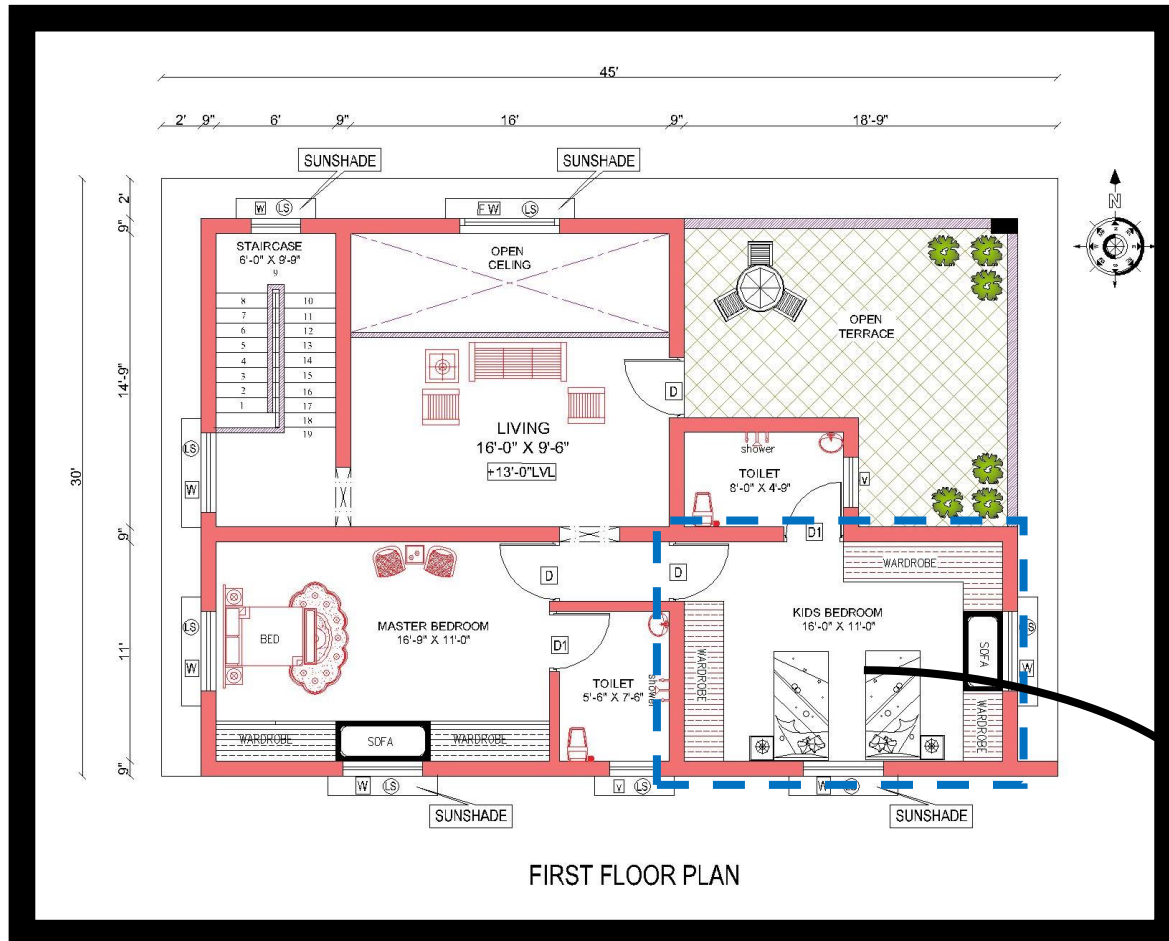 45'
2' 9" 6' 9" 16' 9" 18'-9"
SUNSHADE
SUNSHADE
W LS
F W LS
2'
9"
14'-9"
9"
11'
9"
30'
N
STAIRCASE
6'-0" X 9'-9"
9
8 10
7 11
6 12
5 13
4 14
3 15
2 16
1 17
18
19
OPEN
CELING
OPEN
TERRACE
D
LIVING
16'-0" X 9'-6"
+13'-0"LVL
shower
TOILET
8'-0" X 4'-9"
V
D1
LS
W
D
D
WARDROBE
KIDS BEDROOM
16'-0" X 11'-0"
WARDROBE
SOFA
WARDROBE
LS
W
LS
W
BED
MASTER BEDROOM
16'-9" X 11'-0"
D1
TOILET
5'-6" X 7'-6"
shower
WARDROBE
SOFA
WARDROBE
W LS
V LS
W LS
SUNSHADE
SUNSHADE
FIRST FLOOR PLAN